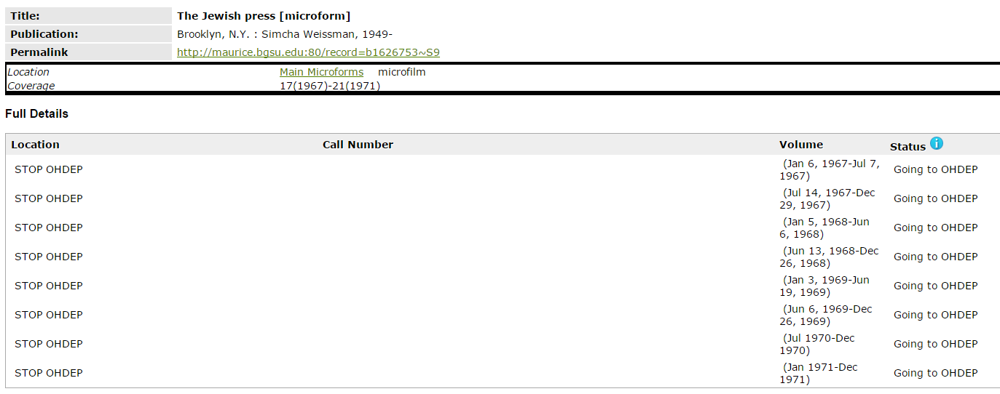 Title: The Jewish press [microform]
Publication: Brooklyn, N.Y. : Simcha Weissman, 1949-
Permalink http://maurice.bgsu.edu:80/record=b1626753~S9
Location Main Microforms microfilm
Coverage 17(1967)-21(1971)
Full Details
Location Call Number Volume Status i
STOP OHDEP (Jan 6, 1967-Jul 7, Going to OHDEP
1967)
STOP OHDEP (Jul 14, 1967-Dec Going to OHDEP
29, 1967)
STOP OHDEP (Jan 5, 1968-Jun Going to OHDEP
6, 1968)
STOP OHDEP (Jun 13, 1968-Dec Going to OHDEP
26, 1968)
STOP OHDEP (Jan 3, 1969-Jun Going to OHDEP
19, 1969)
STOP OHDEP (Jun 6, 1969-Dec Going to OHDEP
26, 1969)
STOP OHDEP (Jul 1970-Dec Going to OHDEP
1970)
STOP OHDEP (Jan 1971-Dec Going to OHDEP
1971)